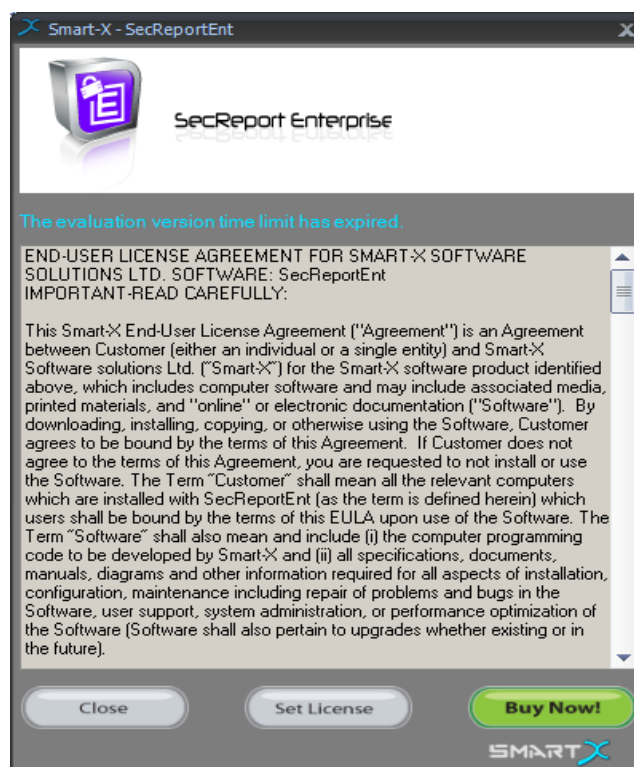 Smart-X - SecReportEnt
SecReport Enterprise
The evaluation version time limit has expired.
END-USER LICENSE AGREEMENT FOR SMART-X SOFTWARE
SOLUTIONS LTD. SOFTWARE: SecReportEnt
IMPORTANT-READ CAREFULLY:
This Smart-X End-User License Agreement ("Agreement") is an Agreement
between Customer (either an individual or a single entity) and Smart-X
Software solutions Ltd. ("Smart-X") for the Smart-X software product identified
above, which includes computer software and may include associated media,
printed materials, and "online" or electronic documentation ("Software"). By
downloading, installing, copying, or otherwise using the Software, Customer
agrees to be bound by the terms of this Agreement. If Customer does not
agree to the terms of this Agreement, you are requested to not install or use
the Software. The Term "Customer" shall mean all the relevant computers
which are installed with SecReportEnt (as the term is defined herein) which
users shall be bound by the terms of this EULA upon use of the Software. The
Term "Software" shall also mean and include (i) the computer programming
code to be developed by Smart-X and (ii) all specifications, documents,
manuals, diagrams and other information required for all aspects of installation,
configuration, maintenance including repair of problems and bugs in the
Software, user support, system administration, or performance optimization of
the Software (Software shall also pertain to upgrades whether existing or in
the future).
Close
Set License
Buy Now!
SMARTX